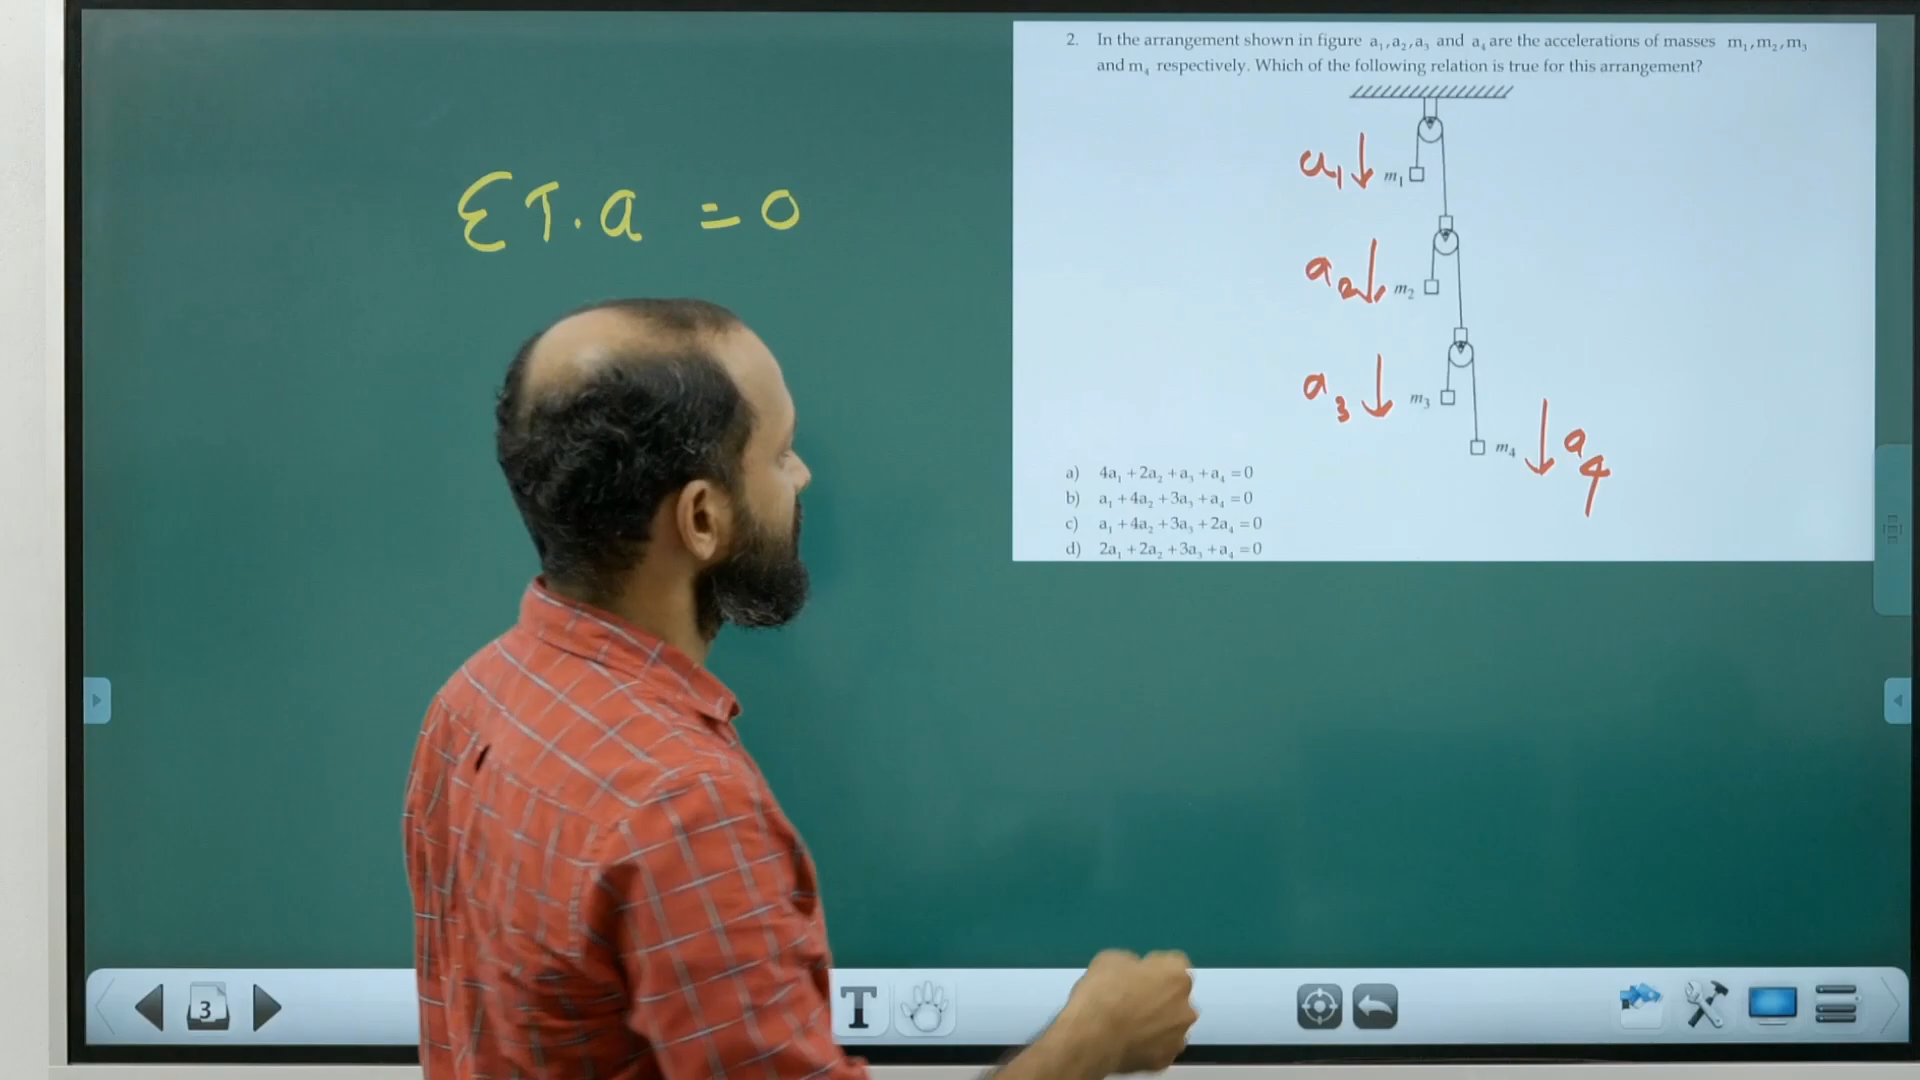 ΣT.a = 0
2. In the arrangement shown in figure a₁,a₂,a₃ and a₄ are the accelerations of masses m₁,m₂,m₃
and m₄ respectively. Which of the following relation is true for this arrangement?
a₁↓ m₁
a₂↓ m₂
a₃↓ m₃
m₄ ↓a₄
a) 4a₁ +2a₂ +a₃ +a₄ =0
b) a₁ +4a₂ +3a₃ +a₄ =0
c) a₁ +4a₂ +3a₃ +2a₄ =0
d) 2a₁ +2a₂ +3a₃ +a₄ =0
3
T